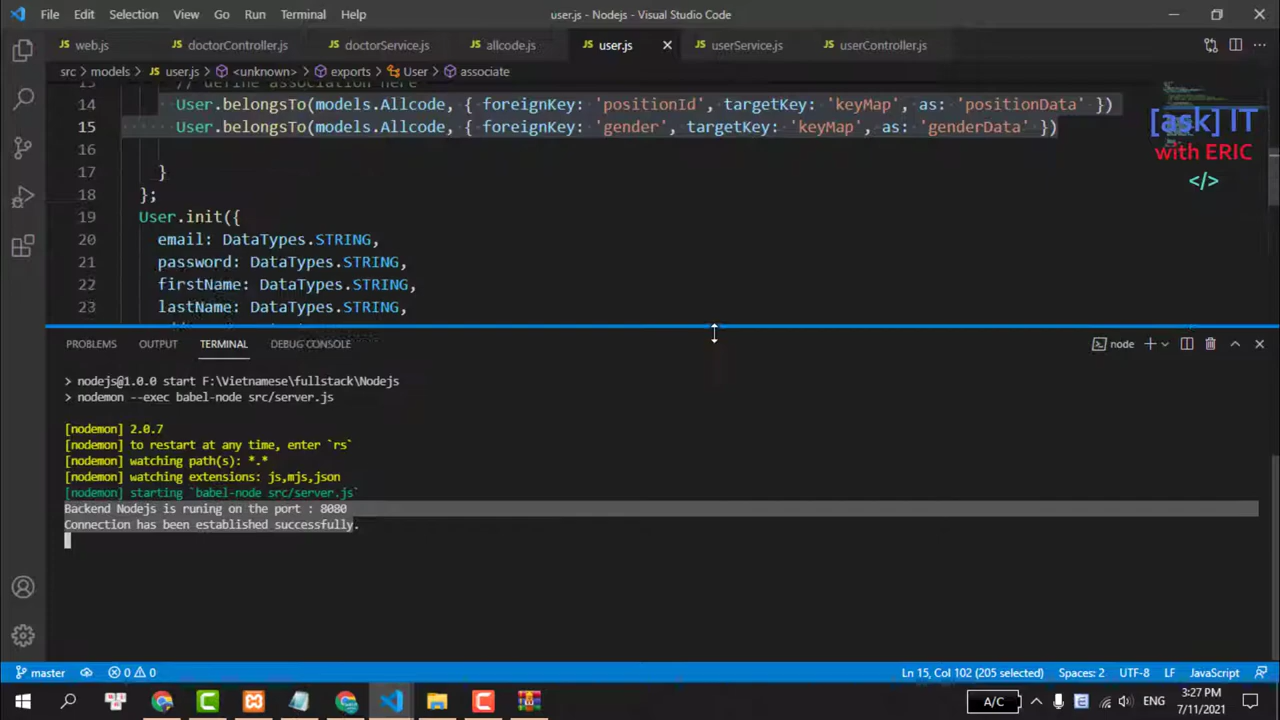 File Edit Selection View Go Run Terminal Help user.js - Nodejs - Visual Studio Code
web.js doctorController.js doctorService.js allcode.js user.js userService.js userController.js
src > models > user.js > <unknown> > exports > User > associate
// define association here
14 User.belongsTo(models.Allcode, { foreignKey: 'positionId', targetKey: 'keyMap', as: 'positionData' })
15 User.belongsTo(models.Allcode, { foreignKey: 'gender', targetKey: 'keyMap', as: 'genderData' })
16
17 }
18 };
19 User.init({
20 email: DataTypes.STRING,
21 password: DataTypes.STRING,
22 firstName: DataTypes.STRING,
23 lastName: DataTypes.STRING,
[ask] IT
with ERIC
</>
PROBLEMS OUTPUT TERMINAL DEBUG CONSOLE node
> nodejs@1.0.0 start F:\Vietnamese\fullstack\Nodejs
> nodemon --exec babel-node src/server.js
[nodemon] 2.0.7
[nodemon] to restart at any time, enter `rs`
[nodemon] watching path(s): *.*
[nodemon] watching extensions: js,mjs,json
[nodemon] starting `babel-node src/server.js`
Backend Nodejs is runing on the port : 8080
Connection has been established successfully.
master 0 0 Ln 15, Col 102 (205 selected) Spaces: 2 UTF-8 LF JavaScript
A/C ENG 3:27 PM
7/11/2021